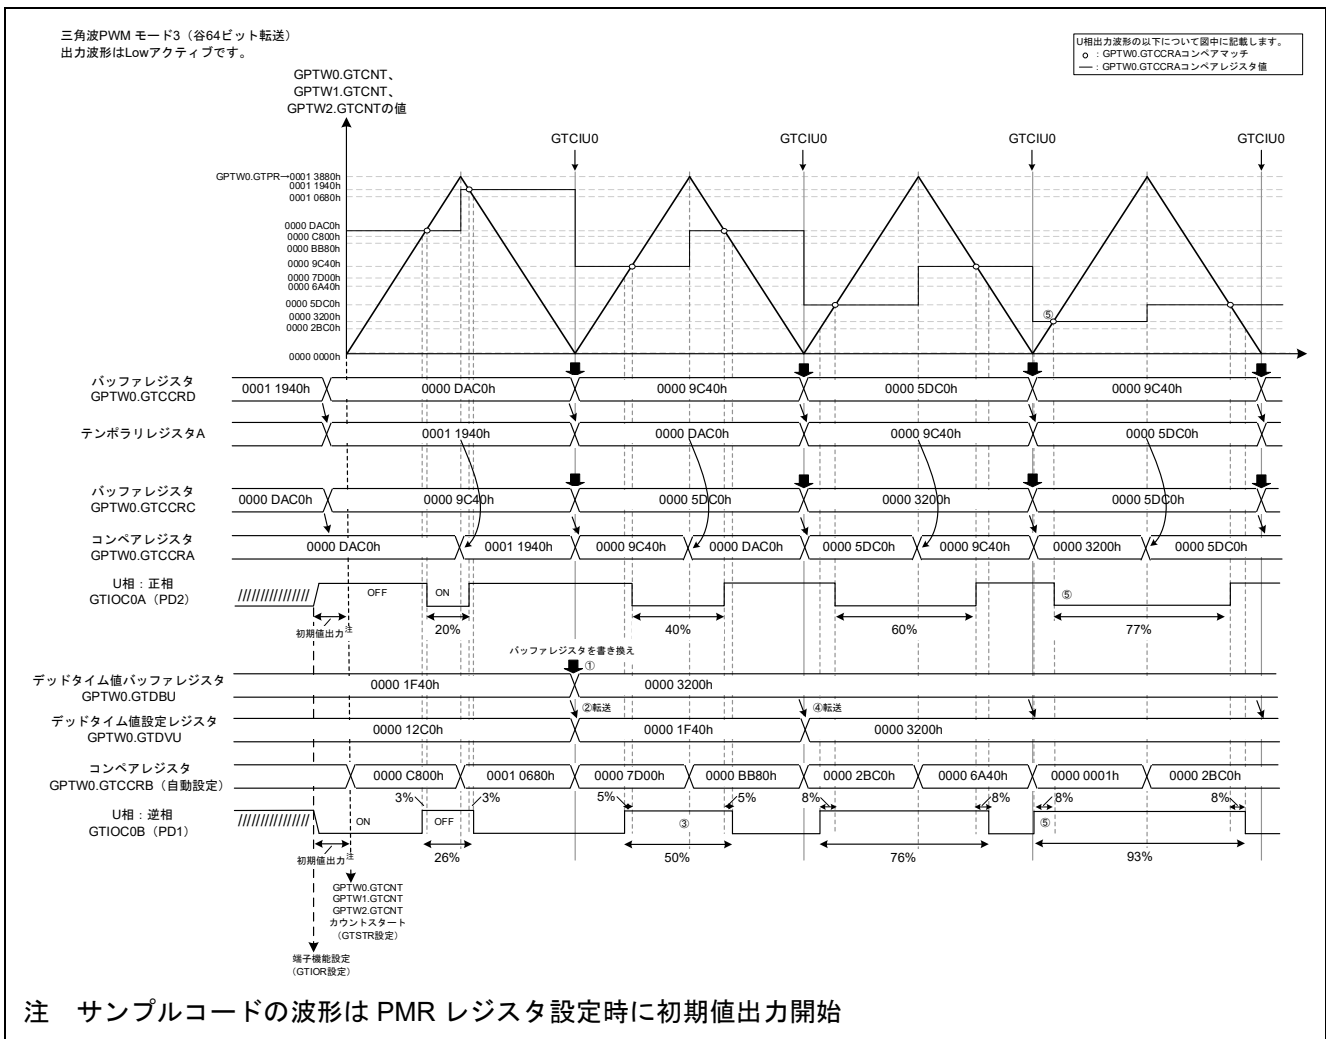 三角波PWM モード3（谷64ビット転送）
出力波形はLowアクティブです。
U相出力波形の以下について図中に記載します。
○ : GPTW0.GTCCRAコンペアマッチ
― : GPTW0.GTCCRAコンペアレジスタ値
GPTW0.GTCNT、
GPTW1.GTCNT、
GPTW2.GTCNTの値
GTCIU0 GTCIU0 GTCIU0 GTCIU0
GPTW0.GTPR→0001 3880h
0001 1940h
0001 0680h
0000 DAC0h
0000 C800h
0000 BB80h
0000 9C40h
0000 7D00h
0000 6A40h
0000 5DC0h
0000 3200h
0000 2BC0h
0000 0000h
⑤
バッファレジスタ
GPTW0.GTCCRD
0001 1940h 0000 DAC0h 0000 9C40h 0000 5DC0h 0000 9C40h
テンポラリレジスタA
0001 1940h 0000 DAC0h 0000 9C40h 0000 5DC0h
バッファレジスタ
GPTW0.GTCCRC
0000 DAC0h 0000 9C40h 0000 5DC0h 0000 3200h 0000 5DC0h
コンペアレジスタ
GPTW0.GTCCRA
0000 DAC0h 0001 1940h 0000 9C40h 0000 DAC0h 0000 5DC0h 0000 9C40h 0000 3200h 0000 5DC0h
U相：正相
GTIOC0A（PD2）
OFF ON ⑤
初期値出力注 20% 40% 60% 77%
バッファレジスタを書き換え
①
デッドタイム値バッファレジスタ
GPTW0.GTDBU
0000 1F40h 0000 3200h
②転送 ④転送
デッドタイム値設定レジスタ
GPTW0.GTDVU
0000 12C0h 0000 1F40h 0000 3200h
コンペアレジスタ
GPTW0.GTCCRB（自動設定）
0000 C800h 0001 0680h 0000 7D00h 0000 BB80h 0000 2BC0h 0000 6A40h 0000 0001h 0000 2BC0h
3% 3% 5% 5% 8% 8% 8% 8%
U相：逆相
GTIOC0B（PD1）
ON OFF ③ ⑤
初期値出力注 26% 50% 76% 93%
GPTW0.GTCNT
GPTW1.GTCNT
GPTW2.GTCNT
カウントスタート
（GTSTR設定）
端子機能設定
（GTIOR設定）
注 サンプルコードの波形は PMR レジスタ設定時に初期値出力開始